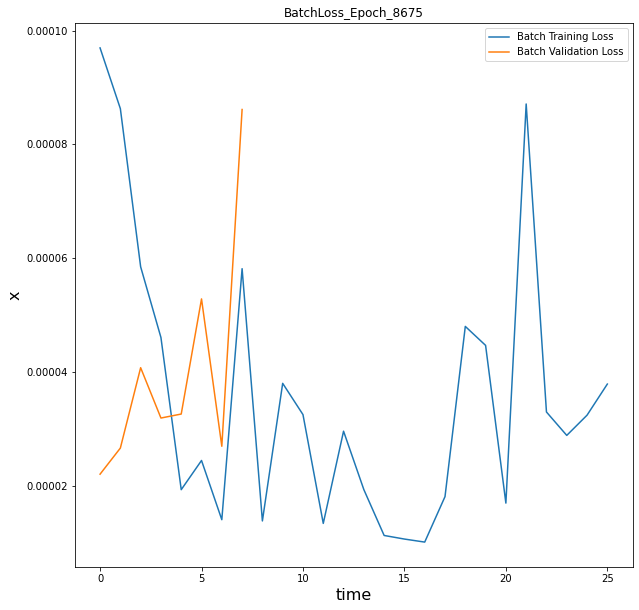 BatchLoss_Epoch_8675
Batch Training Loss
Batch Validation Loss
0.00010
0.00008
0.00006
0.00004
0.00002
x
0 5 10 15 20 25
time